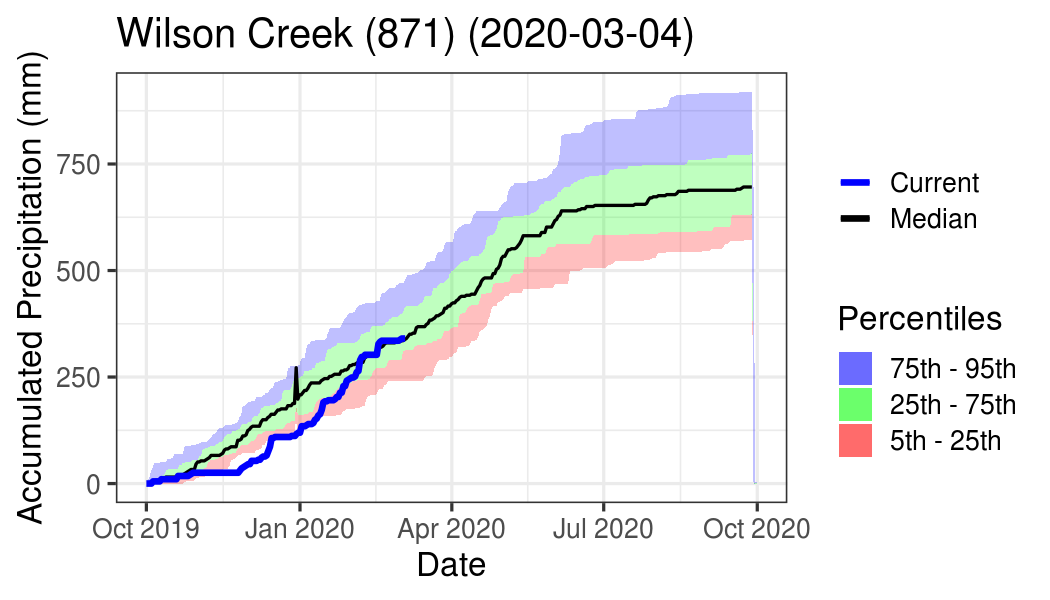 Wilson Creek (871) (2020-03-04)
Accumulated Precipitation (mm)
750
500
250
0
Oct 2019 Jan 2020 Apr 2020 Jul 2020 Oct 2020
Date
Current
Median
Percentiles
75th - 95th
25th - 75th
5th - 25th